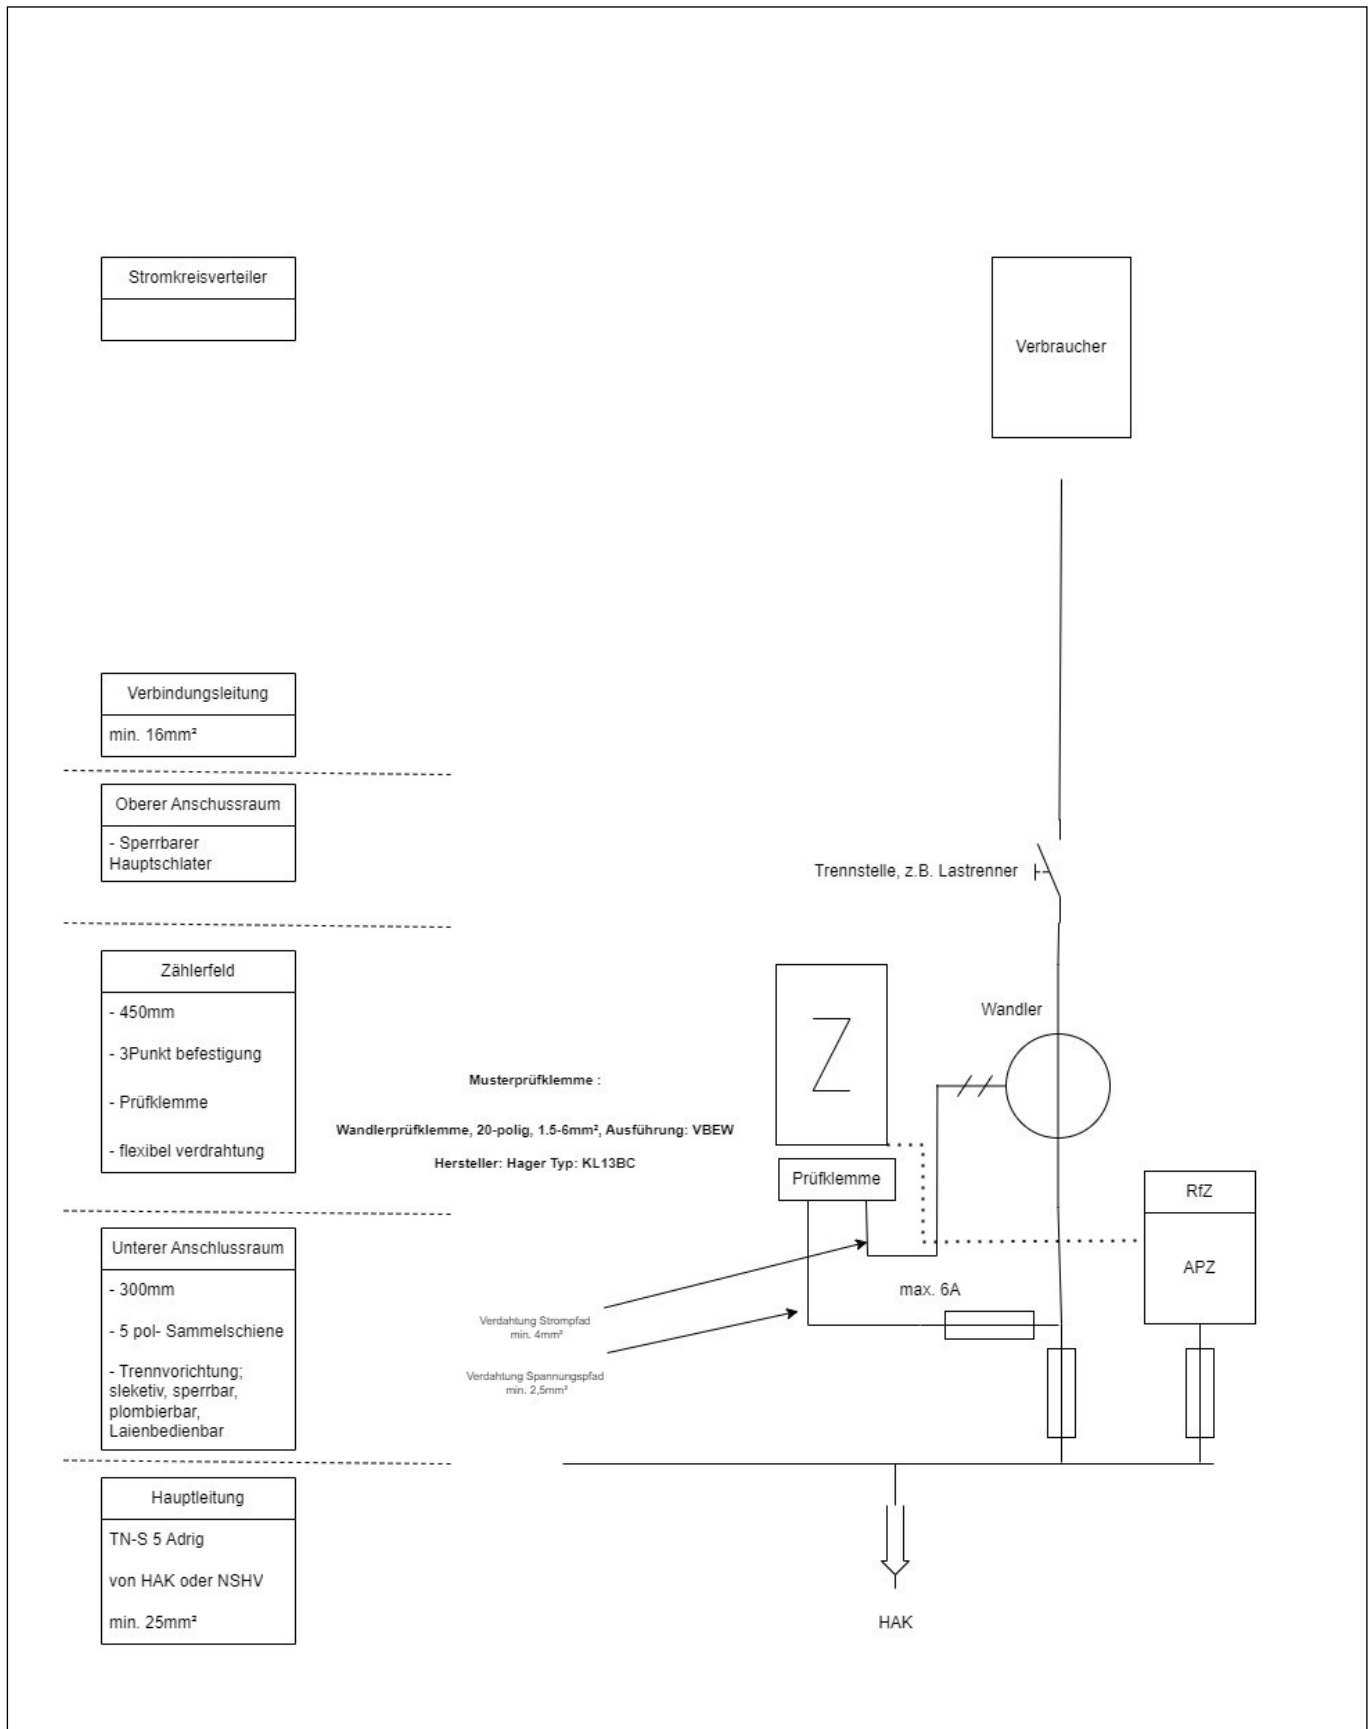 Stromkreisverteiler
Verbraucher
Verbindungsleitung
min. 16mm²
Oberer Anschussraum
- Sperrbarer
Hauptschlater
Trennstelle, z.B. Lastrenner
Zählerfeld
- 450mm
- 3Punkt befestigung
- Prüfklemme
- flexibel verdrahtung
Musterprüfklemme :
Wandlerprüfklemme, 20-polig, 1.5-6mm², Ausführung: VBEW
Hersteller: Hager Typ: KL13BC
Z
Wandler
Prüfklemme
RfZ
APZ
max. 6A
Unterer Anschlussraum
- 300mm
- 5 pol- Sammelschiene
- Trennvorichtung;
sleketiv, sperrbar,
plombierbar,
Laienbedienbar
Verdahtung Strompfad
min. 4mm²
Verdahtung Spannungspfad
min. 2,5mm²
Hauptleitung
TN-S 5 Adrig
von HAK oder NSHV
min. 25mm²
HAK